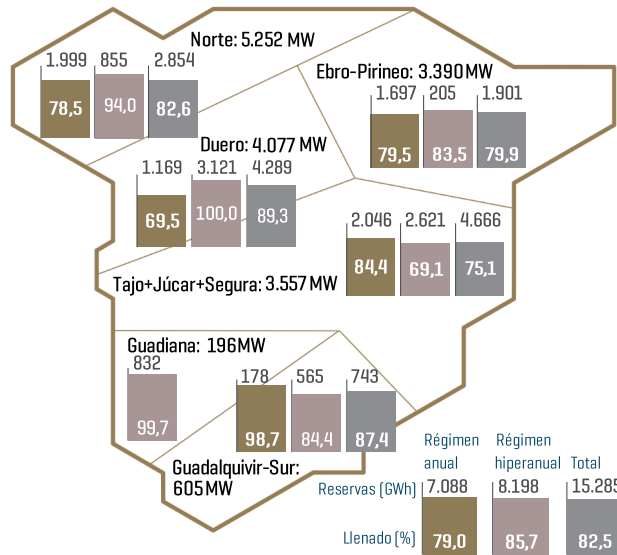 Norte: 5.252 MW
1.999 855 2.854
78,5 94,0 82,6
Ebro-Pirineo: 3.390 MW
1.697 205 1.901
79,5 83,5 79,9
Duero: 4.077 MW
1.169 3.121 4.289
69,5 100,0 89,3
2.046 2.621 4.666
84,4 69,1 75,1
Tajo+Júcar+Segura: 3.557 MW
Guadiana: 196 MW
832
99,7
178 565 743
98,7 84,4 87,4
Guadalquivir-Sur:
605 MW
Régimen Régimen
anual hiperanual Total
Reservas (GWh) 7.088 8.198 15.285
Llenado (%) 79,0 85,7 82,5